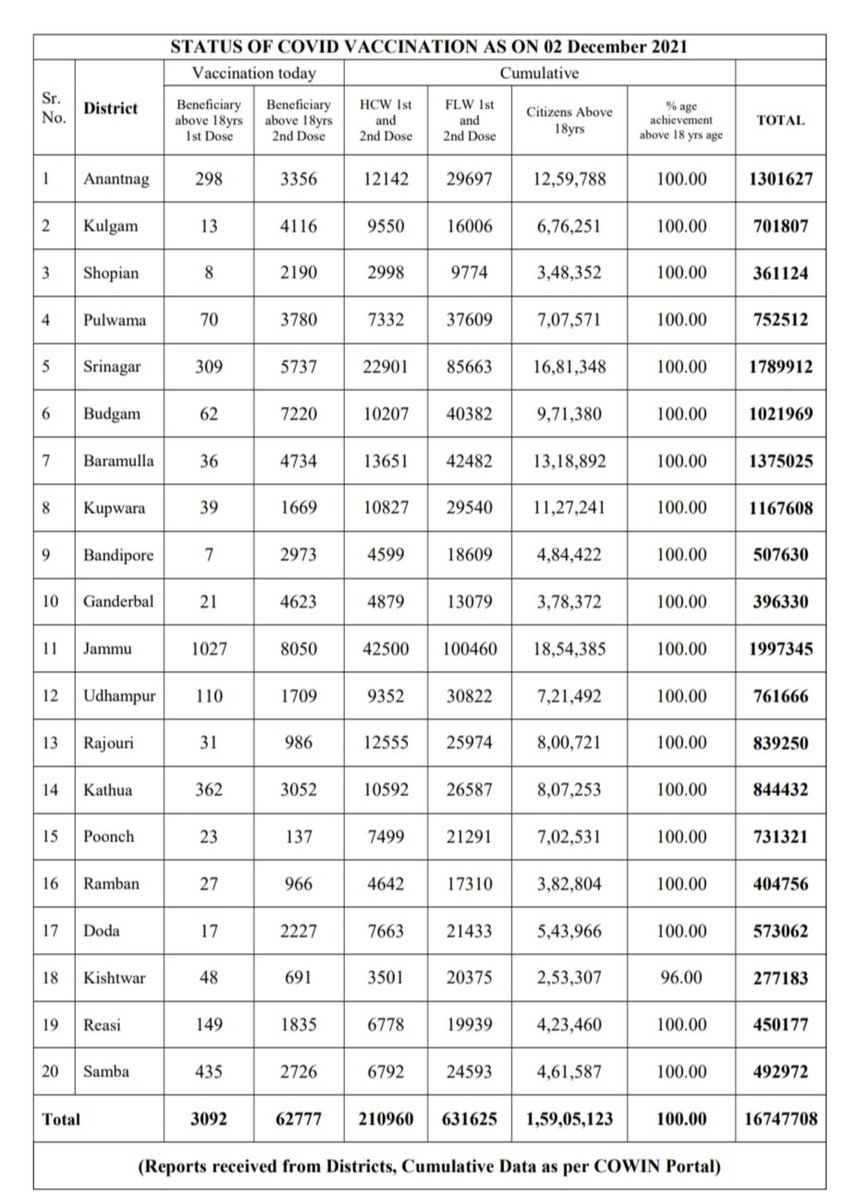 STATUS OF COVID VACCINATION AS ON 02 December 2021
Sr. No. District Vaccination today Cumulative
Beneficiary above 18yrs 1st Dose Beneficiary above 18yrs 2nd Dose HCW 1st and 2nd Dose FLW 1st and 2nd Dose Citizens Above 18yrs % age achievement above 18 yrs age TOTAL
1 Anantnag 298 3356 12142 29697 12,59,788 100.00 1301627
2 Kulgam 13 4116 9550 16006 6,76,251 100.00 701807
3 Shopian 8 2190 2998 9774 3,48,352 100.00 361124
4 Pulwama 70 3780 7332 37609 7,07,571 100.00 752512
5 Srinagar 309 5737 22901 85663 16,81,348 100.00 1789912
6 Budgam 62 7220 10207 40382 9,71,380 100.00 1021969
7 Baramulla 36 4734 13651 42482 13,18,892 100.00 1375025
8 Kupwara 39 1669 10827 29540 11,27,241 100.00 1167608
9 Bandipore 7 2973 4599 18609 4,84,422 100.00 507630
10 Ganderbal 21 4623 4879 13079 3,78,372 100.00 396330
11 Jammu 1027 8050 42500 100460 18,54,385 100.00 1997345
12 Udhampur 110 1709 9352 30822 7,21,492 100.00 761666
13 Rajouri 31 986 12555 25974 8,00,721 100.00 839250
14 Kathua 362 3052 10592 26587 8,07,253 100.00 844432
15 Poonch 23 137 7499 21291 7,02,531 100.00 731321
16 Ramban 27 966 4642 17310 3,82,804 100.00 404756
17 Doda 17 2227 7663 21433 5,43,966 100.00 573062
18 Kishtwar 48 691 3501 20375 2,53,307 96.00 277183
19 Reasi 149 1835 6778 19939 4,23,460 100.00 450177
20 Samba 435 2726 6792 24593 4,61,587 100.00 492972
Total 3092 62777 210960 631625 1,59,05,123 100.00 16747708
(Reports received from Districts, Cumulative Data as per COWIN Portal)